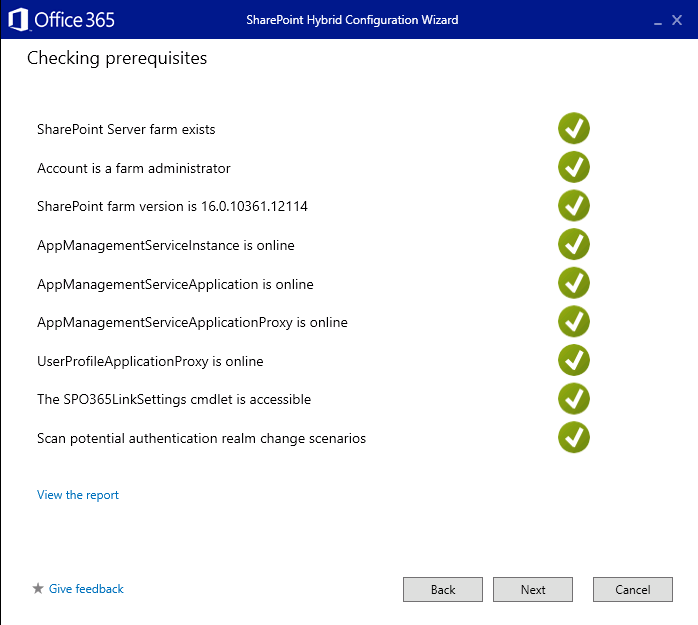 Office 365
SharePoint Hybrid Configuration Wizard
Checking prerequisites
SharePoint Server farm exists
Account is a farm administrator
SharePoint farm version is 16.0.10361.12114
AppManagementServiceInstance is online
AppManagementServiceApplication is online
AppManagementServiceApplicationProxy is online
UserProfileApplicationProxy is online
The SPO365LinkSettings cmdlet is accessible
Scan potential authentication realm change scenarios
View the report
Give feedback
Back
Next
Cancel